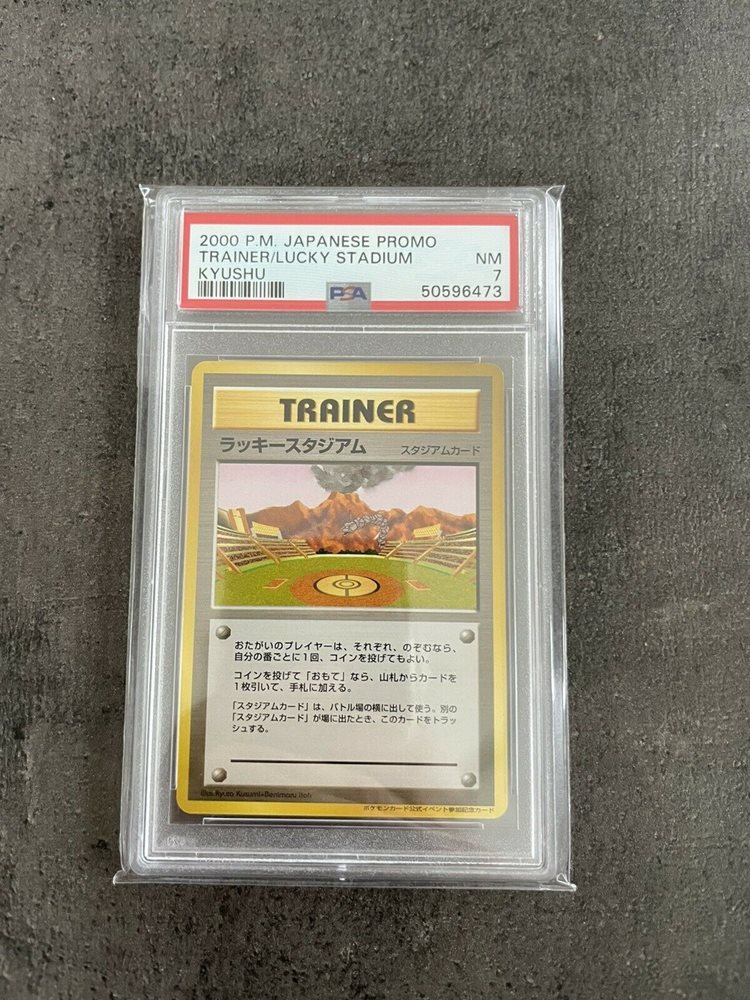 2000 P.M. JAPANESE PROMO
TRAINER/LUCKY STADIUM NM
KYUSHU 7
PSA 50596473
TRAINER
ラッキースタジアム スタジアムカード
おたがいのプレイヤーは、それぞれ、のぞむなら、
自分の番ごとに1回、コインを投げてもよい。
コインを投げて「おもて」なら、山札からカードを
1枚引いて、手札に加える。
「スタジアムカード」は、バトル場の横に出して使う。別の
「スタジアムカード」が場に出たとき、このカードをトラッ
シュする。
Illus. Kyoko Koizumi+Benimaru Itoh
ポケモンカード公式イベント参加記念カード